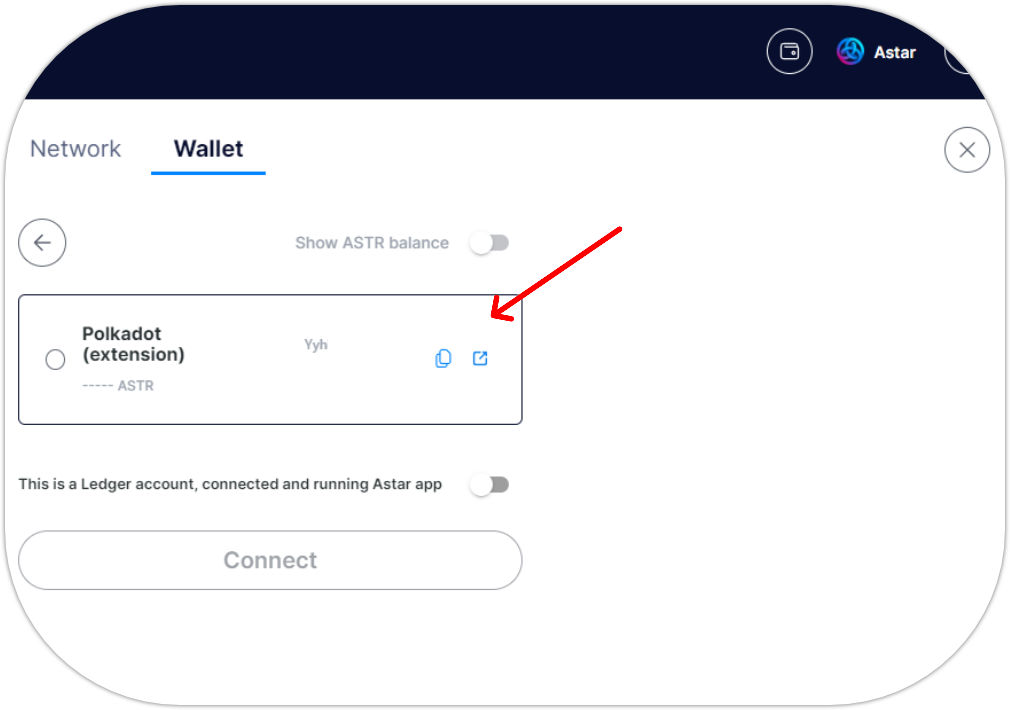 Astar
Network Wallet
Show ASTR balance
Polkadot
(extension)
Yyh
----- ASTR
This is a Ledger account, connected and running Astar app
Connect